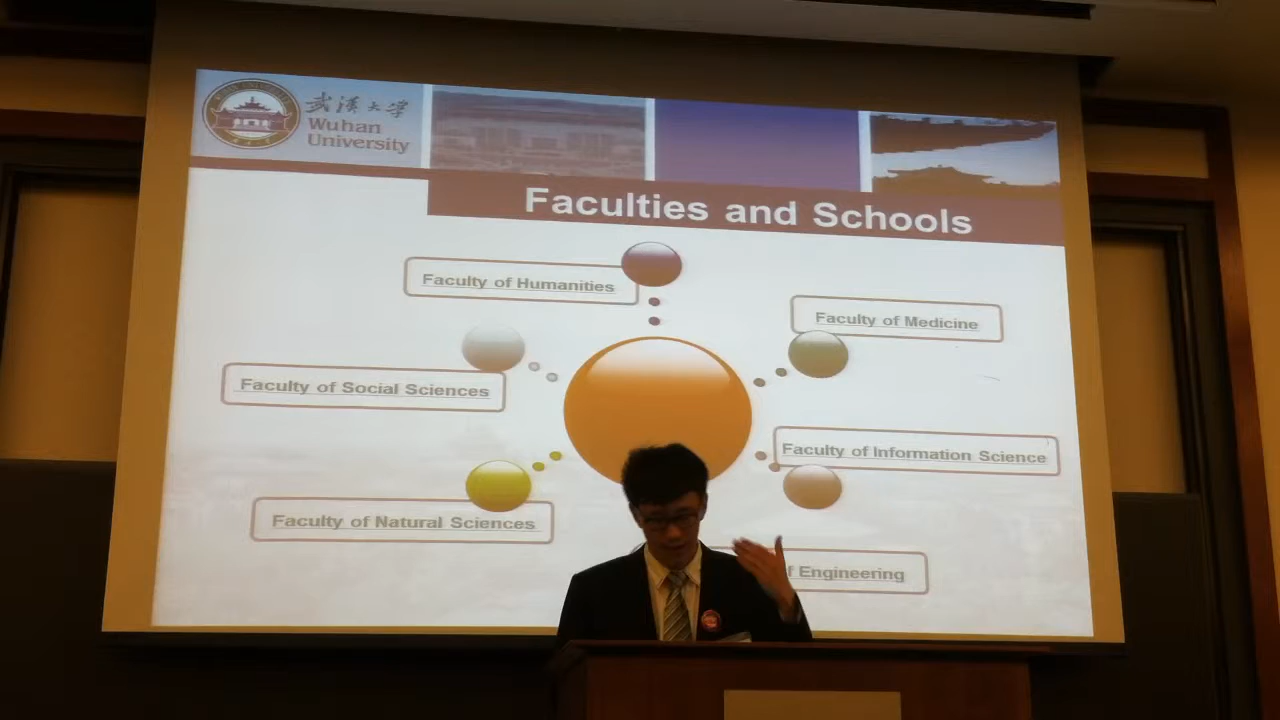 武漢大学
Wuhan
University
Faculties and Schools
Faculty of Humanities
Faculty of Medicine
Faculty of Social Sciences
Faculty of Information Science
Faculty of Natural Sciences
Engineering